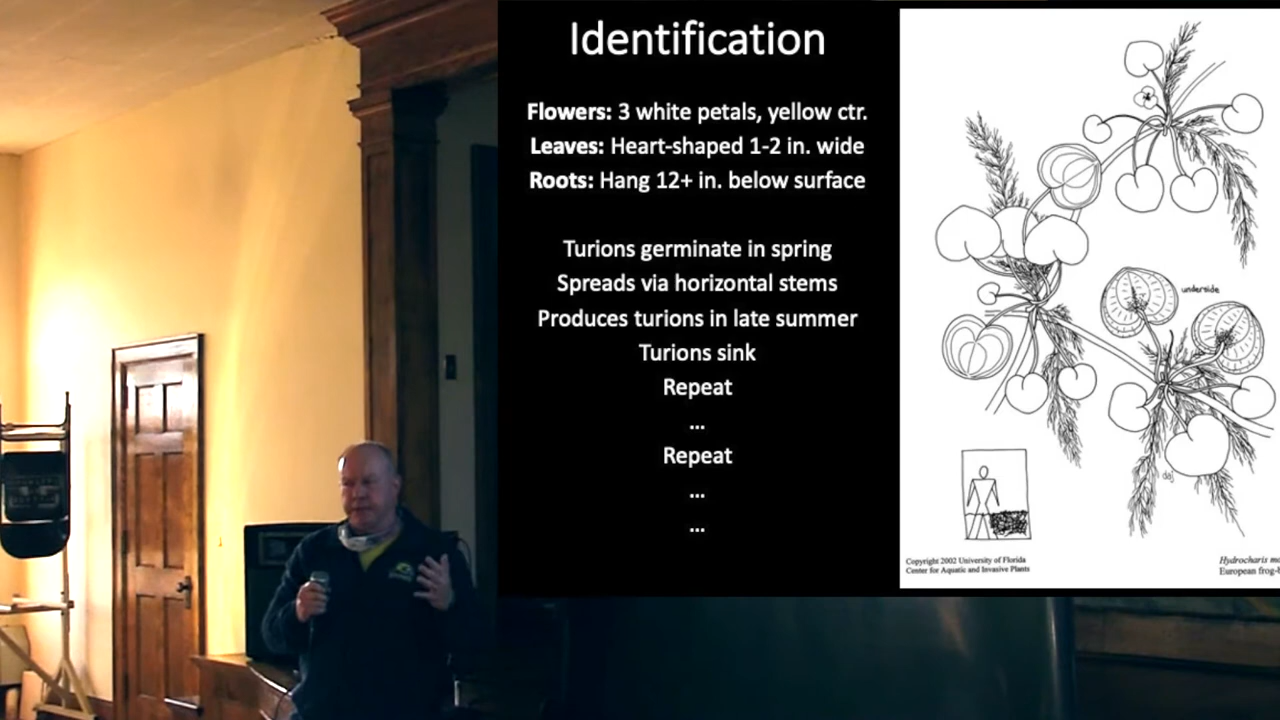 Identification
Flowers: 3 white petals, yellow ctr.
Leaves: Heart-shaped 1-2 in. wide
Roots: Hang 12+ in. below surface
Turions germinate in spring
Spreads via horizontal stems
Produces turions in late summer
Turions sink
Repeat
...
Repeat
...
...
underside
Copyright 2002 University of Florida
Center for Aquatic and Invasive Plants
Hydrocharis mo
European frog-b